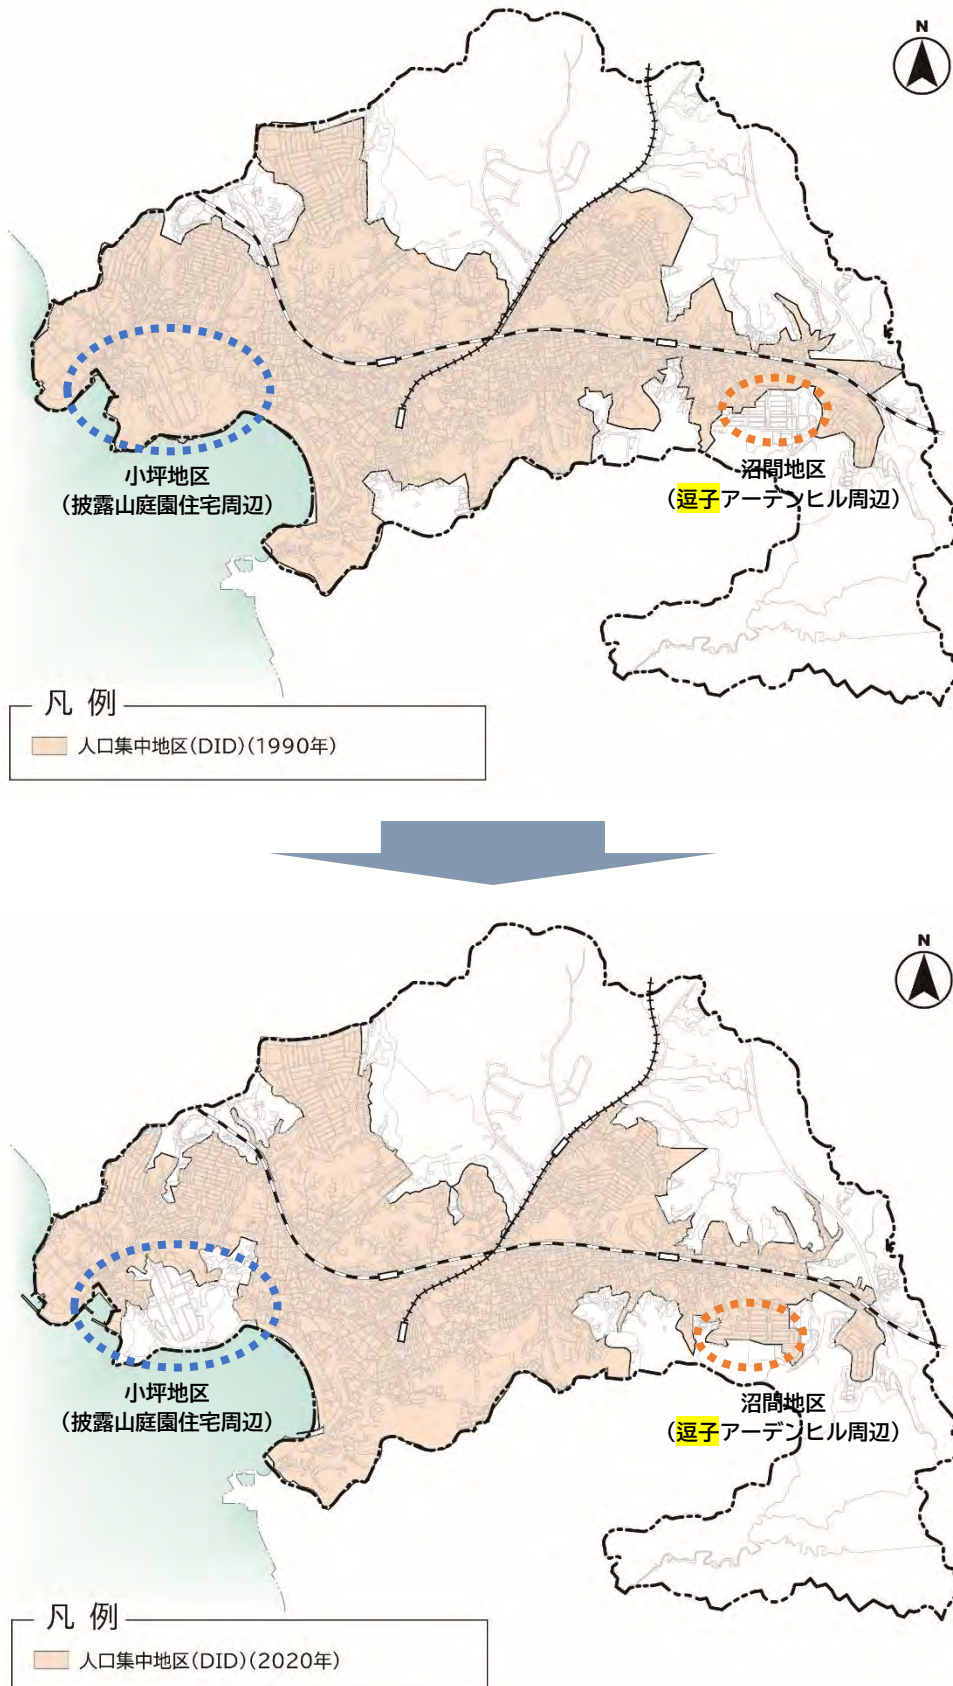 N
小坪地区
（披露山庭園住宅周辺）
沼間地区
（逗子アーデンヒル周辺）
凡 例
人口集中地区(DID)(1990年)
N
小坪地区
（披露山庭園住宅周辺）
沼間地区
（逗子アーデンヒル周辺）
凡 例
人口集中地区(DID)(2020年)